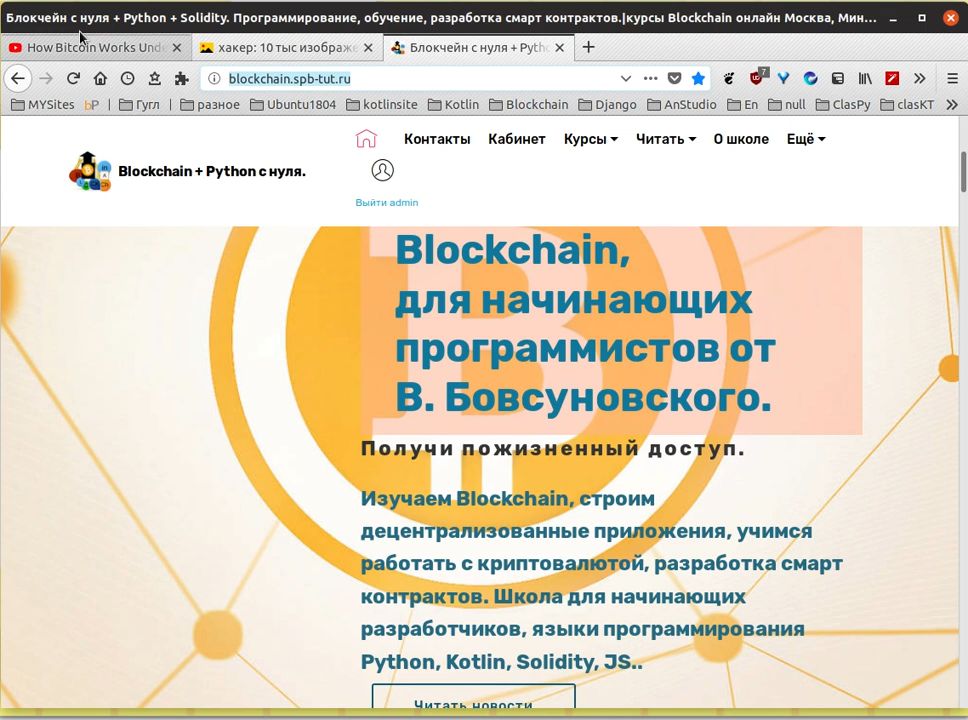 Блокчейн с нуля + Python + Solidity. Программирование, обучение, разработка смарт контрактов.|курсы Blockchain онлайн Москва, Мин...
How Bitcoin Works Unde
хакер: 10 тыс изображе
Блокчейн с нуля + Pyth
blockchain.spb-tut.ru
7
MYSites bP | Гугл | разное Ubuntu1804 kotlinsite Kotlin Blockchain Django AnStudio En null ClasPy clasKT
Контакты Кабинет Курсы Читать О школе Ещё
Blockchain + Python с нуля.
Выйти admin
Blockchain,
для начинающих
программистов от
В. Бовсуновского.
Получи пожизненный доступ.
Изучаем Blockchain, строим
децентрализованные приложения, учимся
работать с криптовалютой, разработка смарт
контрактов. Школа для начинающих
разработчиков, языки программирования
Python, Kotlin, Solidity, JS..
Читать новости